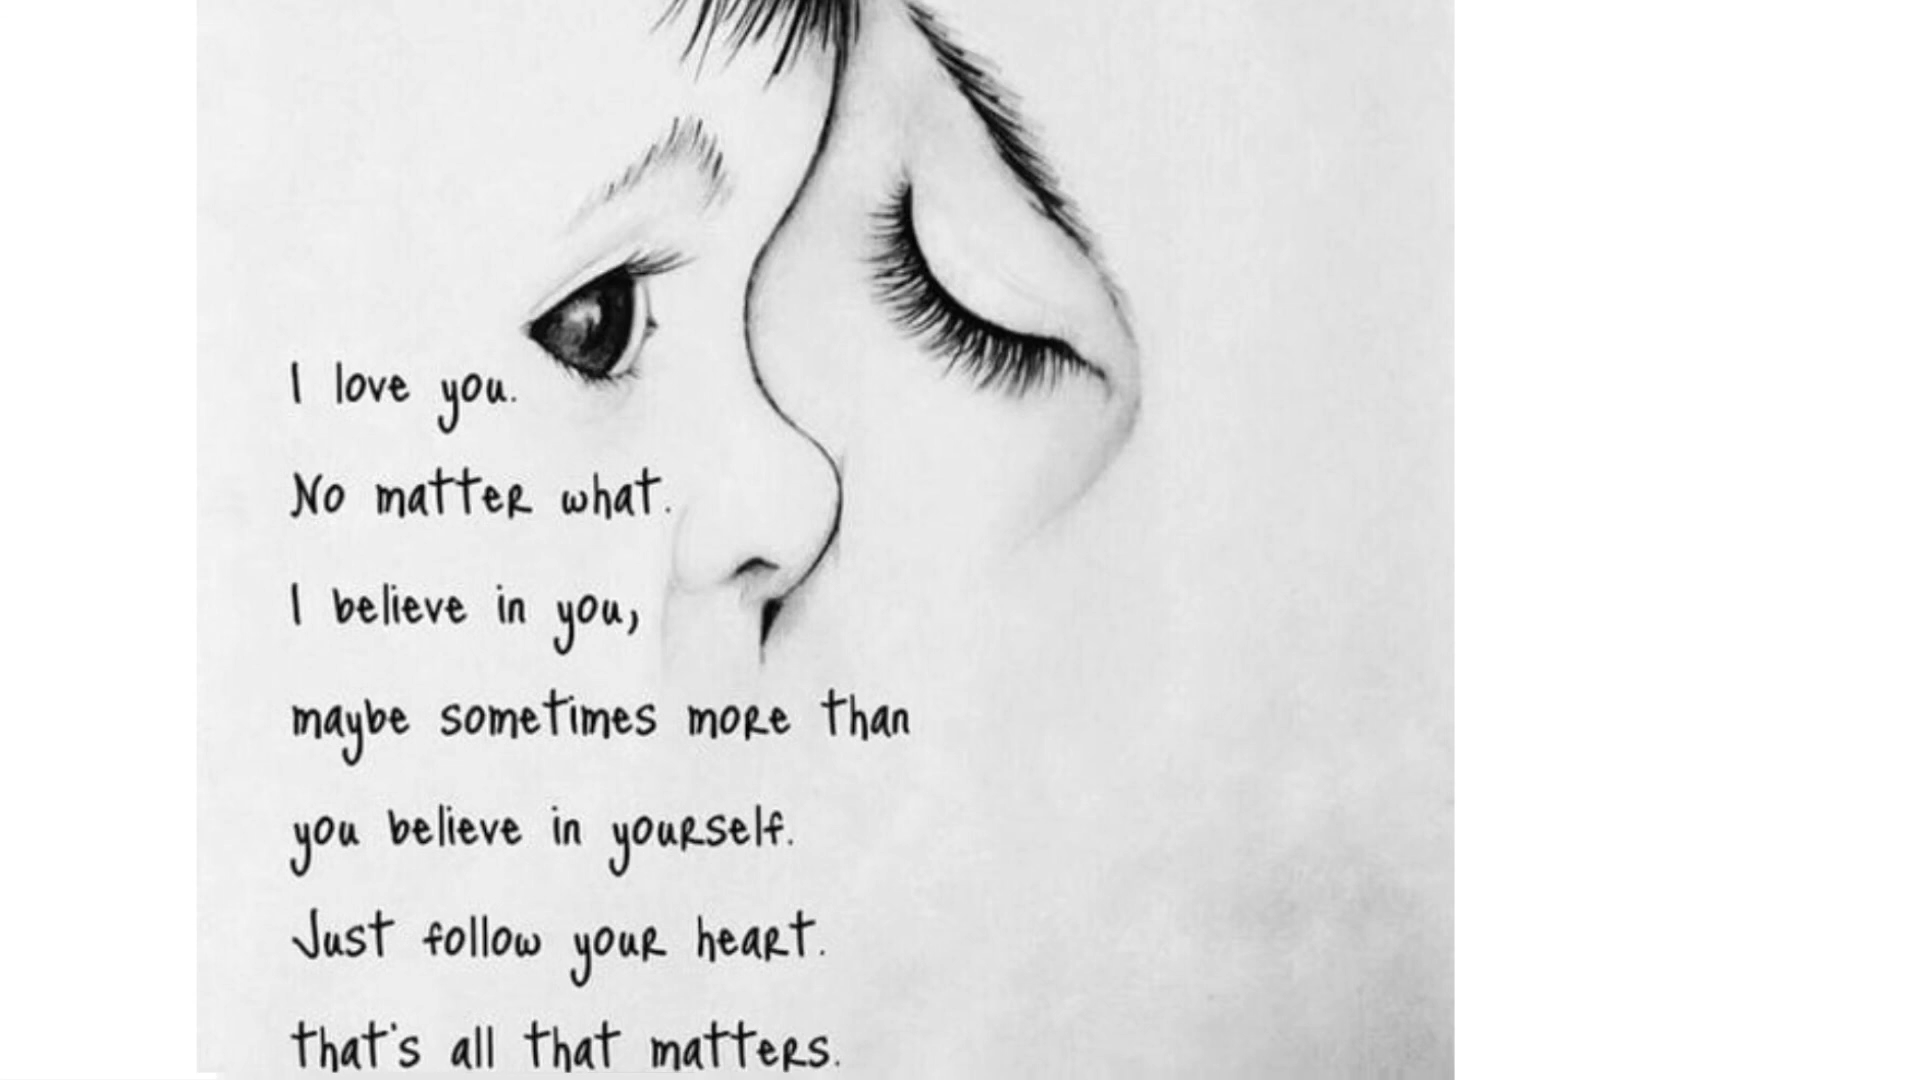 I love you.
No matter what.
I believe in you,
maybe sometimes more than
you believe in yourself.
Just follow your heart.
that's all that matters.